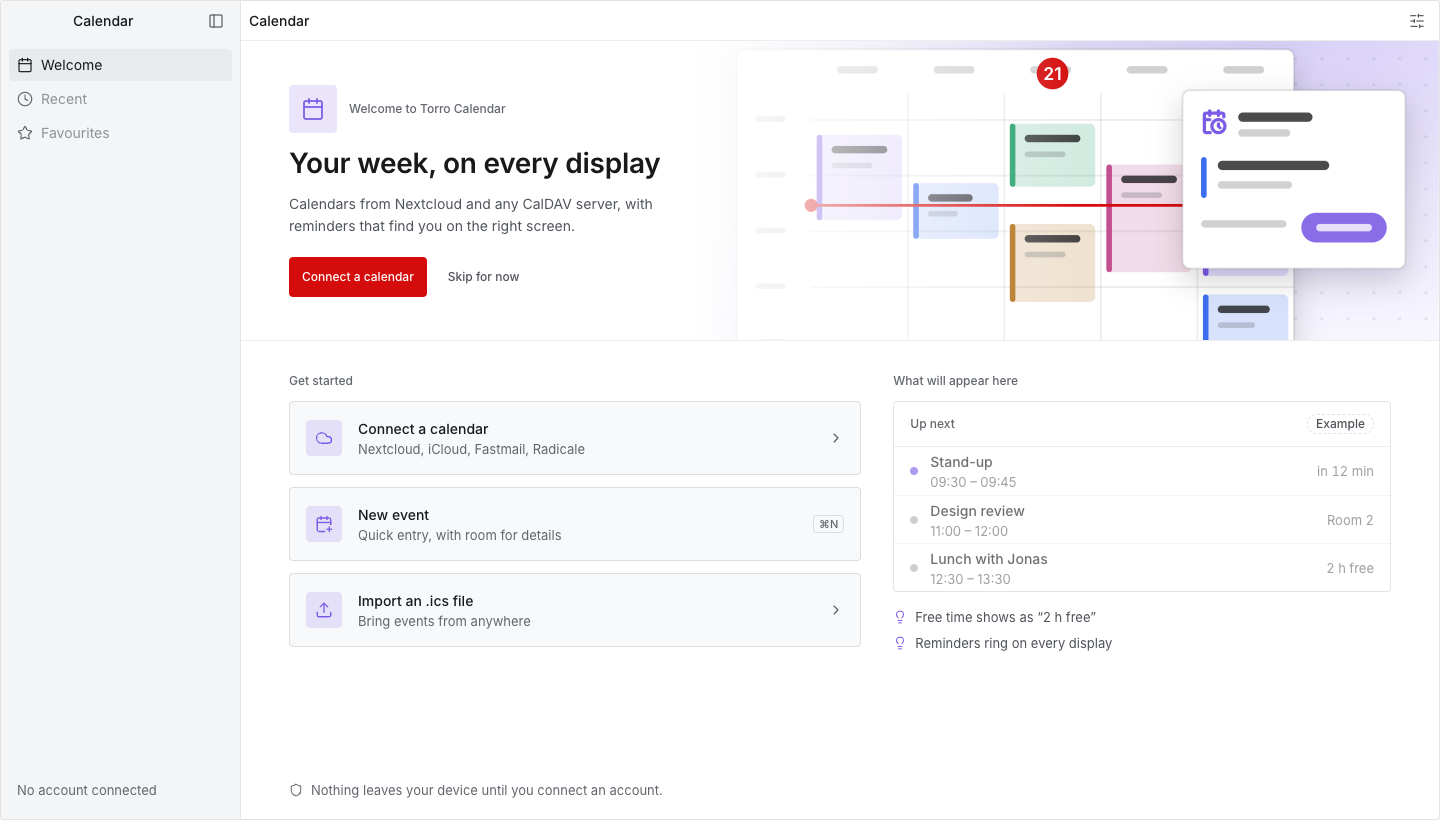 Calendar
Calendar
Welcome
Recent
Favourites
No account connected
Welcome to Torro Calendar
Your week, on every display
Calendars from Nextcloud and any CalDAV server, with
reminders that find you on the right screen.
Connect a calendar
Skip for now
21
Get started
Connect a calendar
Nextcloud, iCloud, Fastmail, Radicale
New event
Quick entry, with room for details
⌘N
Import an .ics file
Bring events from anywhere
What will appear here
Up next
Example
Stand-up
09:30 – 09:45
in 12 min
Design review
11:00 – 12:00
Room 2
Lunch with Jonas
12:30 – 13:30
2 h free
Free time shows as “2 h free”
Reminders ring on every display
Nothing leaves your device until you connect an account.